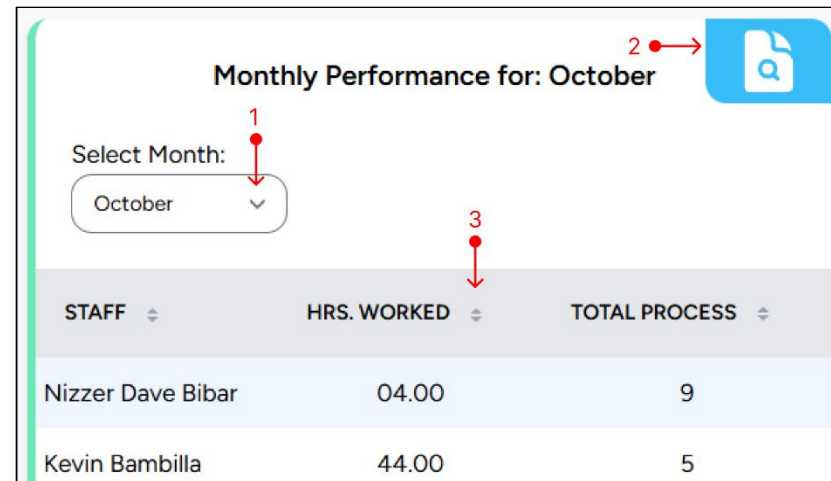 2
Monthly Performance for: October
1
Select Month:
October
3
STAFF HRS. WORKED TOTAL PROCESS
Nizzer Dave Bibar 04.00 9
Kevin Bambilla 44.00 5